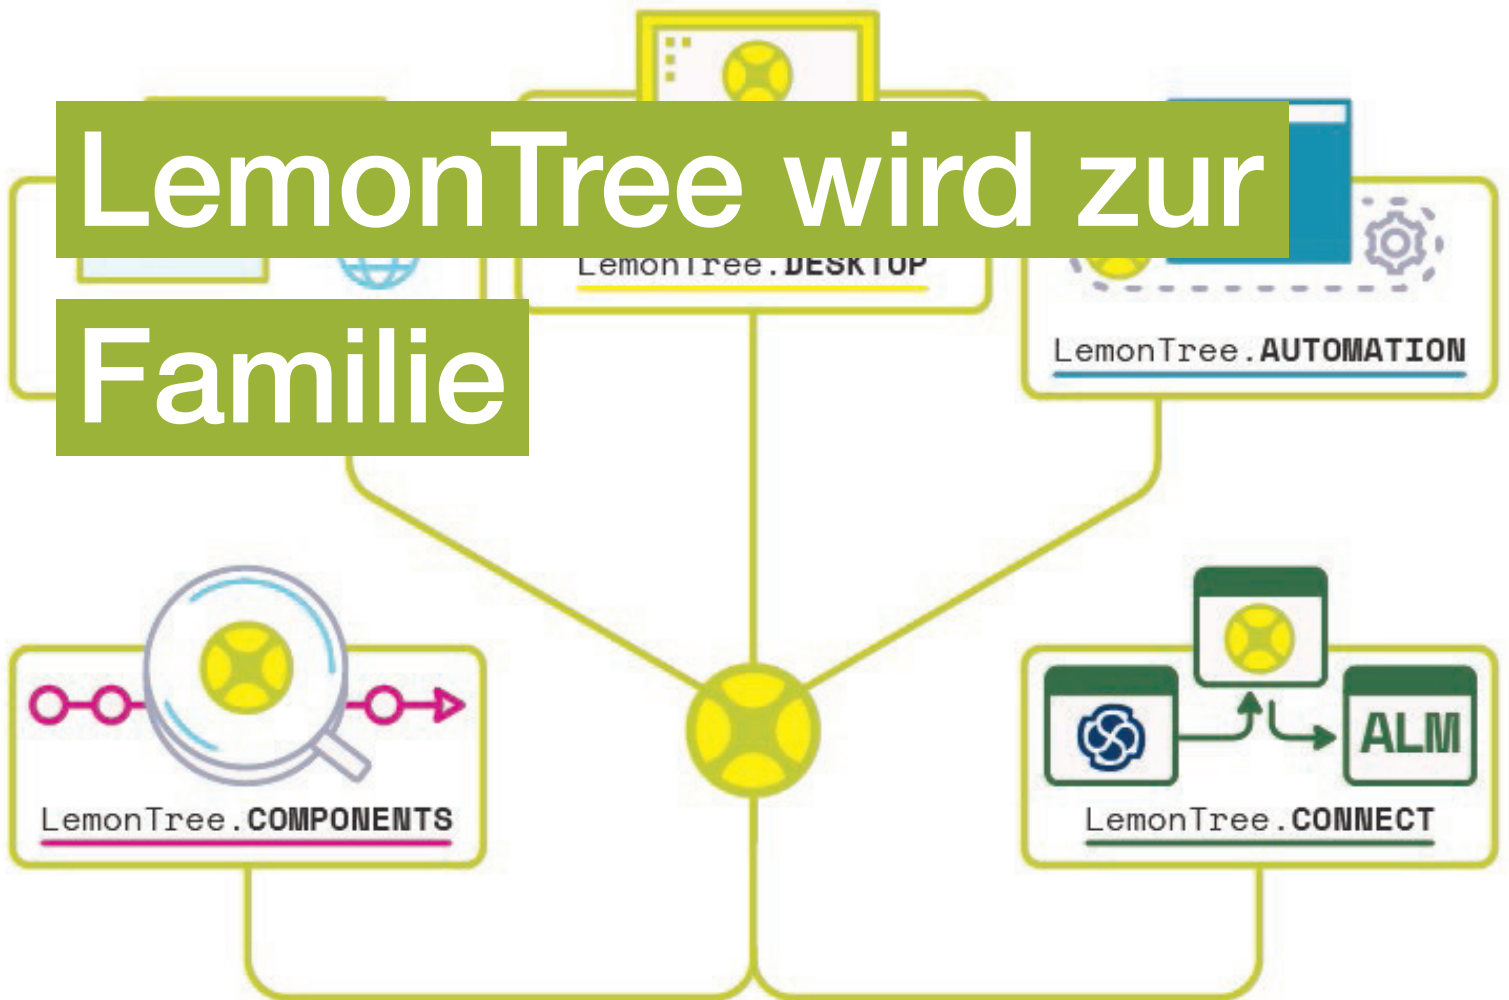 LemonTree wird zur
Familie
LemonTree.DESKTOP
LemonTree.AUTOMATION
ALM
LemonTree.COMPONENTS
LemonTree.CONNECT